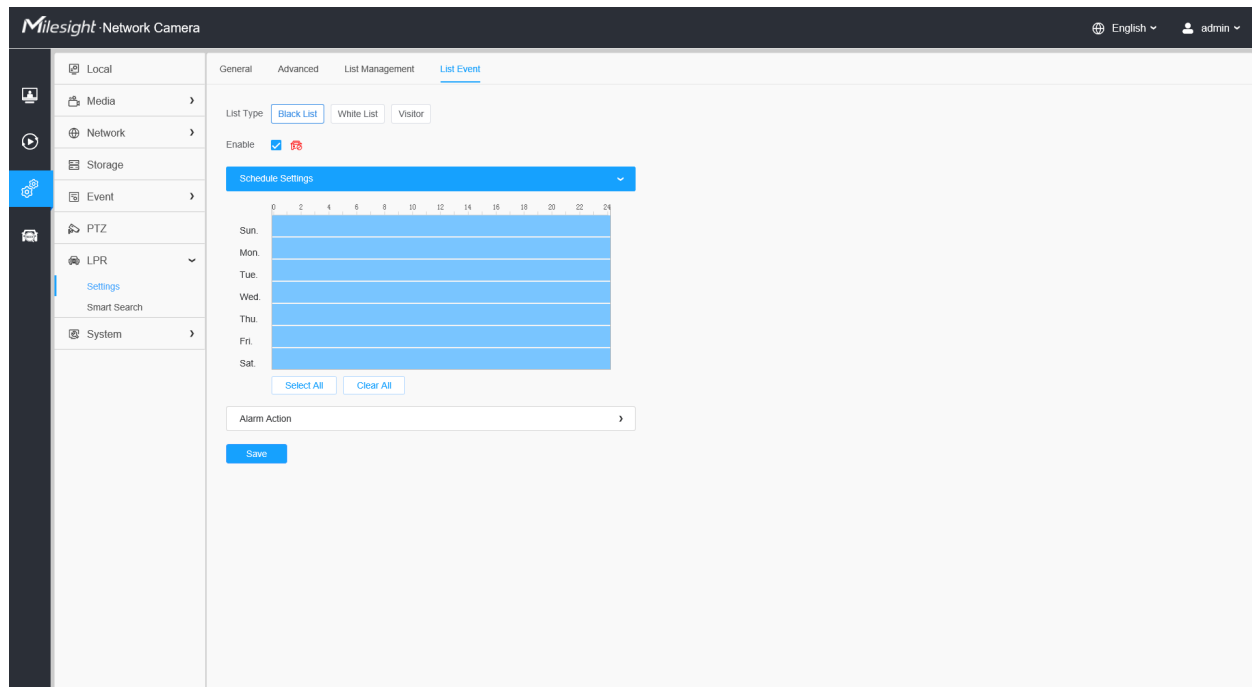 Milesight·Network Camera
English
admin
Local
Media
Network
Storage
Event
PTZ
LPR
Settings
Smart Search
System
General Advanced List Management List Event
List Type Black List White List Visitor
Enable
Schedule Settings
0 2 4 6 8 10 12 14 16 18 20 22 24
Sun.
Mon.
Tue.
Wed.
Thu.
Fri.
Sat.
Select All Clear All
Alarm Action
Save